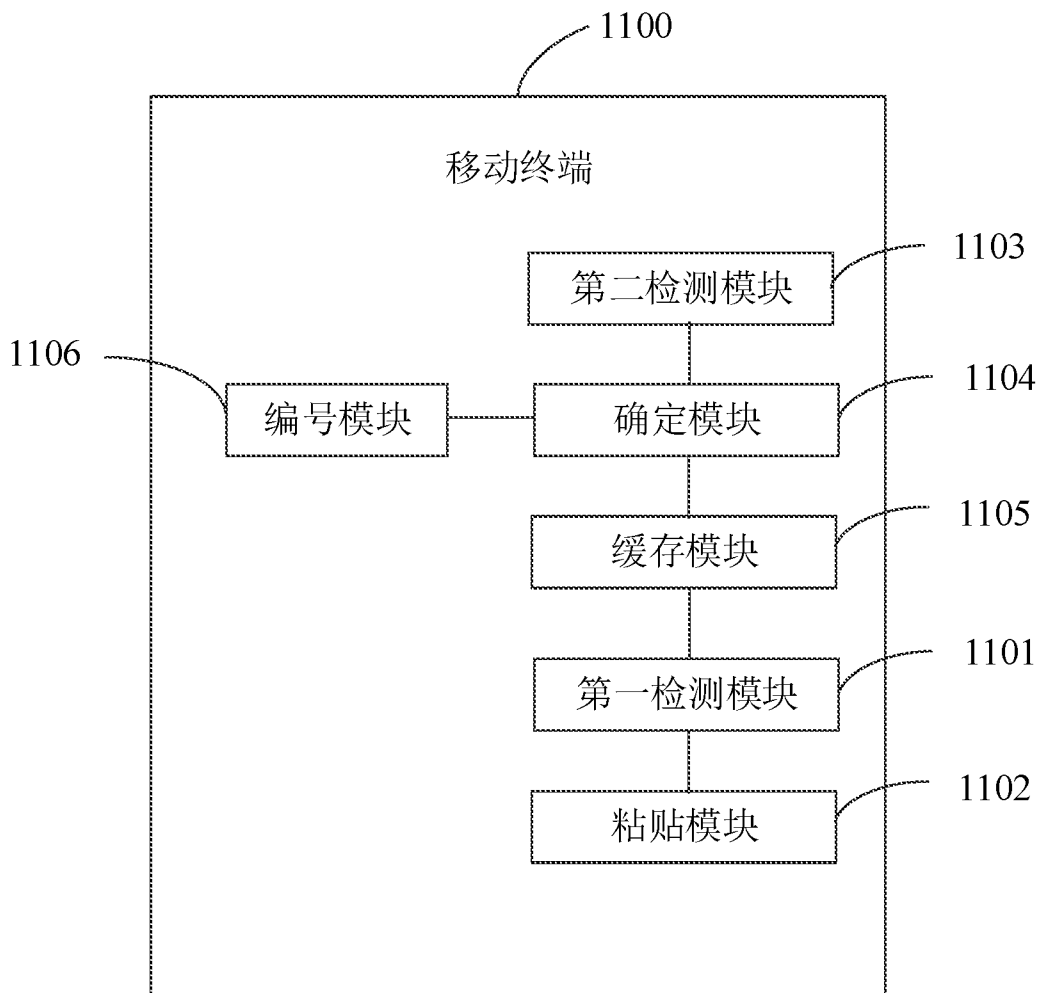 1100
移动终端
1103
第二检测模块
1106
1104
编号模块
确定模块
1105
缓存模块
1101
第一检测模块
1102
粘贴模块